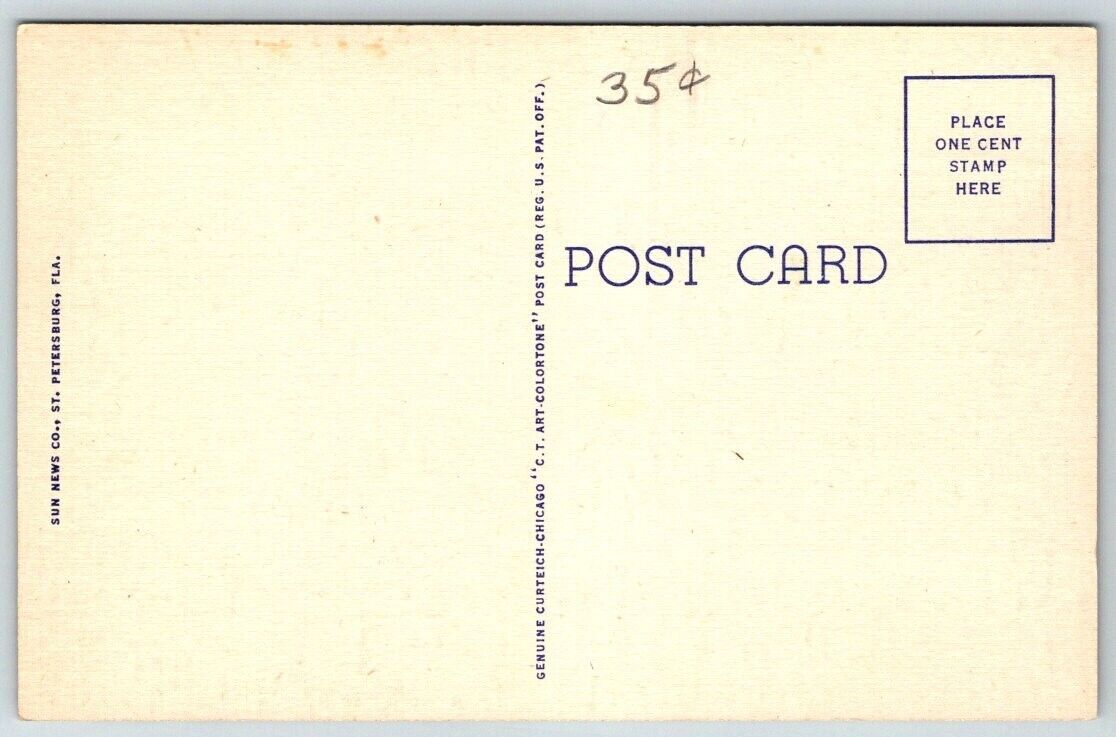 SUN NEWS CO., ST. PETERSBURG, FLA.
GENUINE CURTEICH-CHICAGO "C.T. ART-COLORTONE" POST CARD (REG. U.S. PAT. OFF.)
35¢
PLACE
ONE CENT
STAMP
HERE
POST CARD